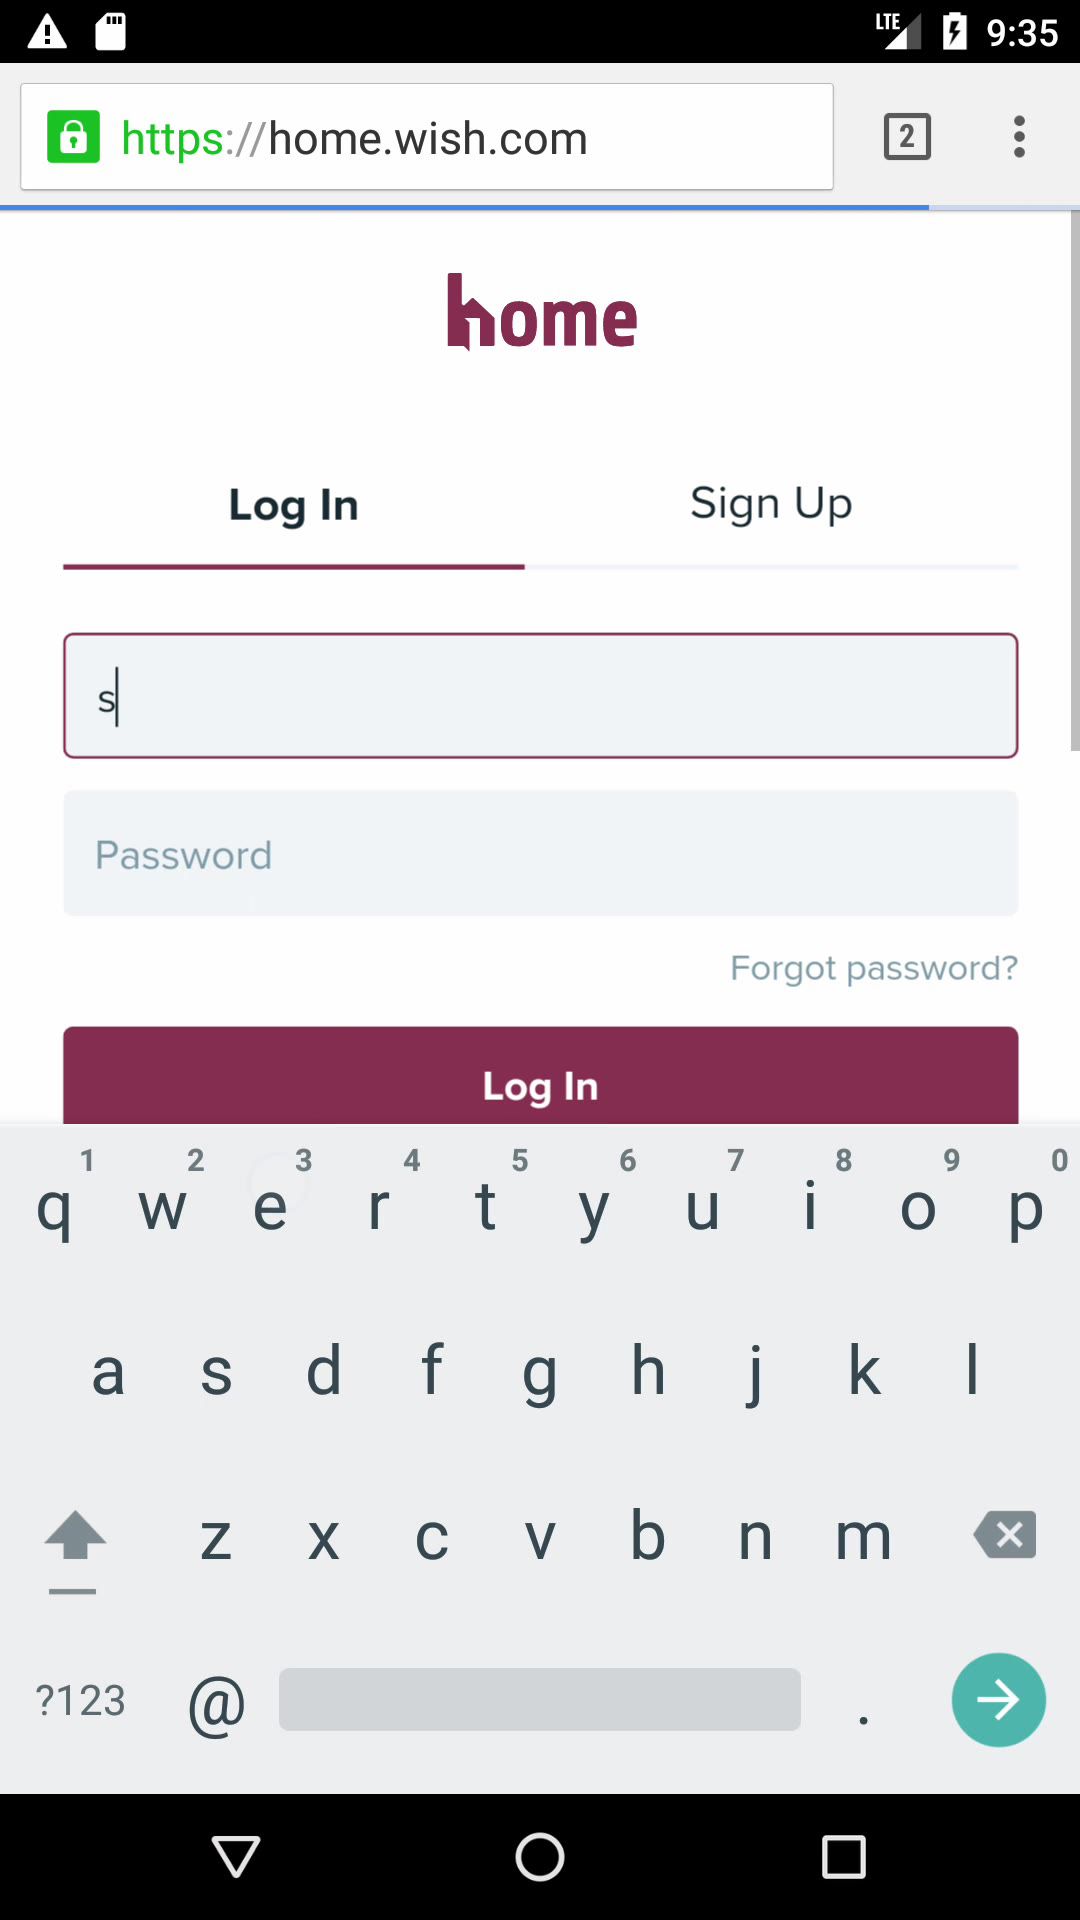 LTE 9:35
https://home.wish.com 2
home
Log In Sign Up
s
Password
Forgot password?
Log In
1 2 3 4 5 6 7 8 9 0
q w e r t y u i o p
a s d f g h j k l
z x c v b n m
?123 @ .